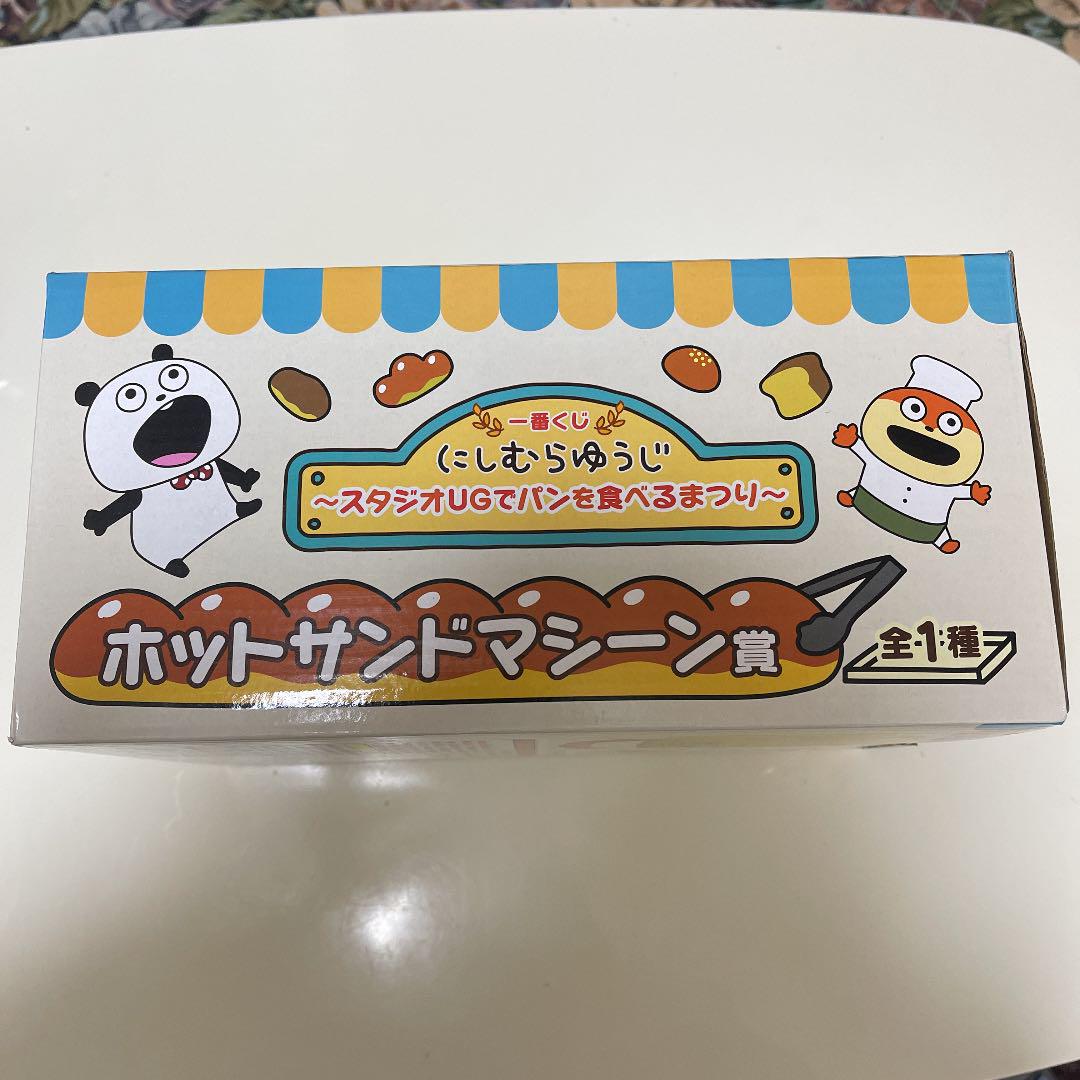 一番くじ
にしむらゆうじ
～スタジオUGでパンを食べるまつり～
ホットサンドマシーン賞
全1種